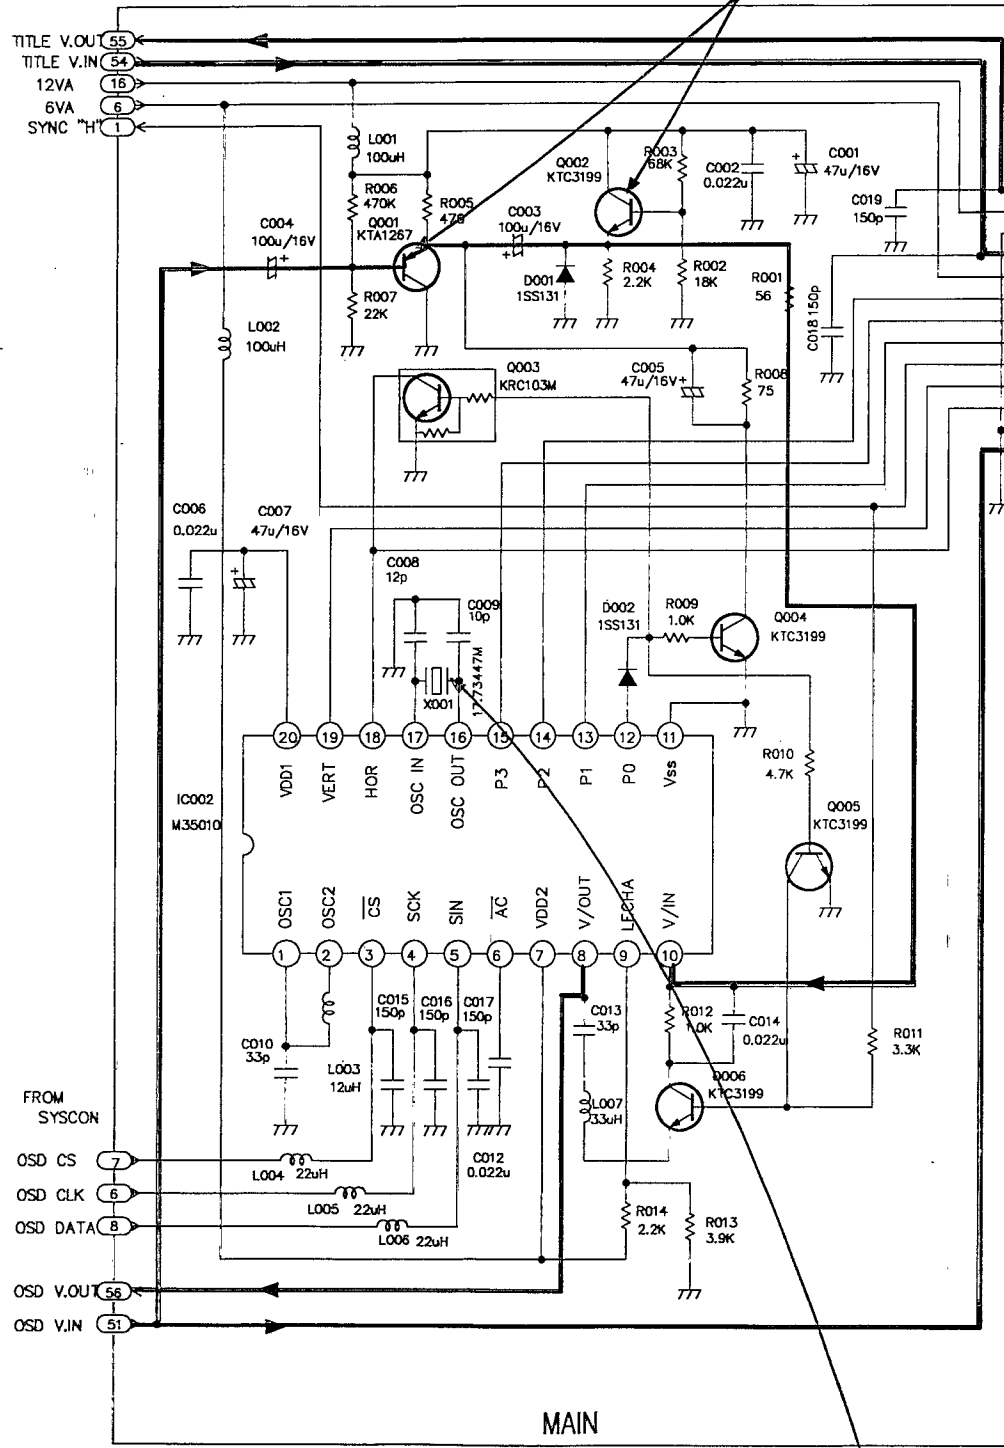 TITLE V.OUT 55
TITLE V.IN 54
12VA 16
6VA 6
SYNC "H" 1
L001
100uH
R006
470K
R005
Q001
KTA1267
C004
100u/16V
R007
22K
L002
100uH
Q002
KTC3199
R003
68K
C002
0.022u
C001
47u/16V
C003
100u/16V
C019
150p
D001
1SS131
R004
2.2K
R002
18K
R001
56
C018 150p
Q003
KRC103M
C005
47u/16V
R008
75
C006
0.022u
C007
47u/16V
C008
12p
C009
10p
X001
17.73447M
D002
1SS131
R009
1.0K
Q004
KTC3199
R010
4.7K
Q005
KTC3199
IC002
M35010
20 19 18 17 16 15 14 13 12 11
VDD1
VERT
HOR
OSC IN
OSC OUT
P3
P2
P1
P0
Vss
OSC1
OSC2
CS
SCK
SIN
AC
VDD2
V/OUT
LECHA
V/IN
1 2 3 4 5 6 7 8 9 10
C010
33p
L003
12uH
C015
150p
C016
150p
C017
150p
C012
0.022u
C013
33p
L007
33uH
R012
1.0K
C014
0.022u
R011
3.3K
KTC3199
FROM
SYSCON
OSD CS 7
L004 22uH
OSD CLK 6
L005 22uH
OSD DATA 8
L006 22uH
R014
2.2K
R013
3.9K
OSD V.OUT 56
OSD V.IN 51
MAIN